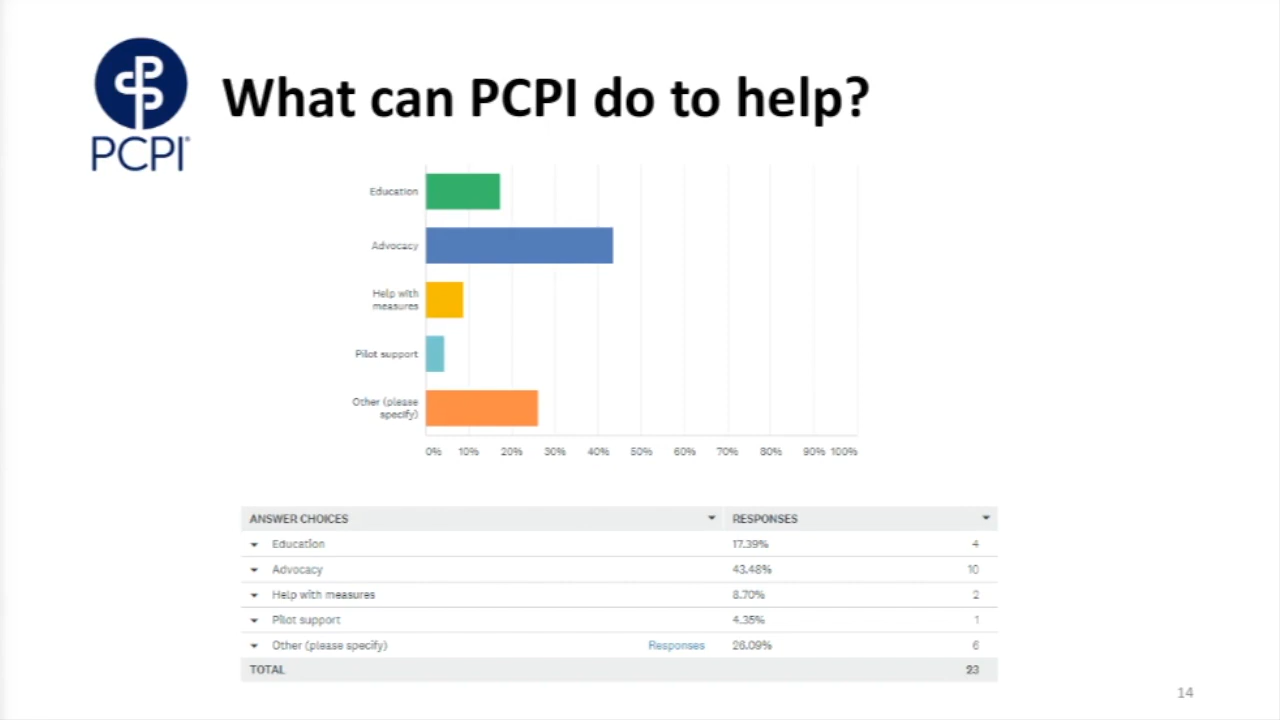 What can PCPI do to help?
PCPI®
Education
Advocacy
Help with
measures
Pilot support
Other (please
specify)
0% 10% 20% 30% 40% 50% 60% 70% 80% 90% 100%
ANSWER CHOICES RESPONSES
Education 17.39% 4
Advocacy 43.48% 10
Help with measures 8.70% 2
Pilot support 4.35% 1
Other (please specify) Responses 26.09% 6
TOTAL 23
14